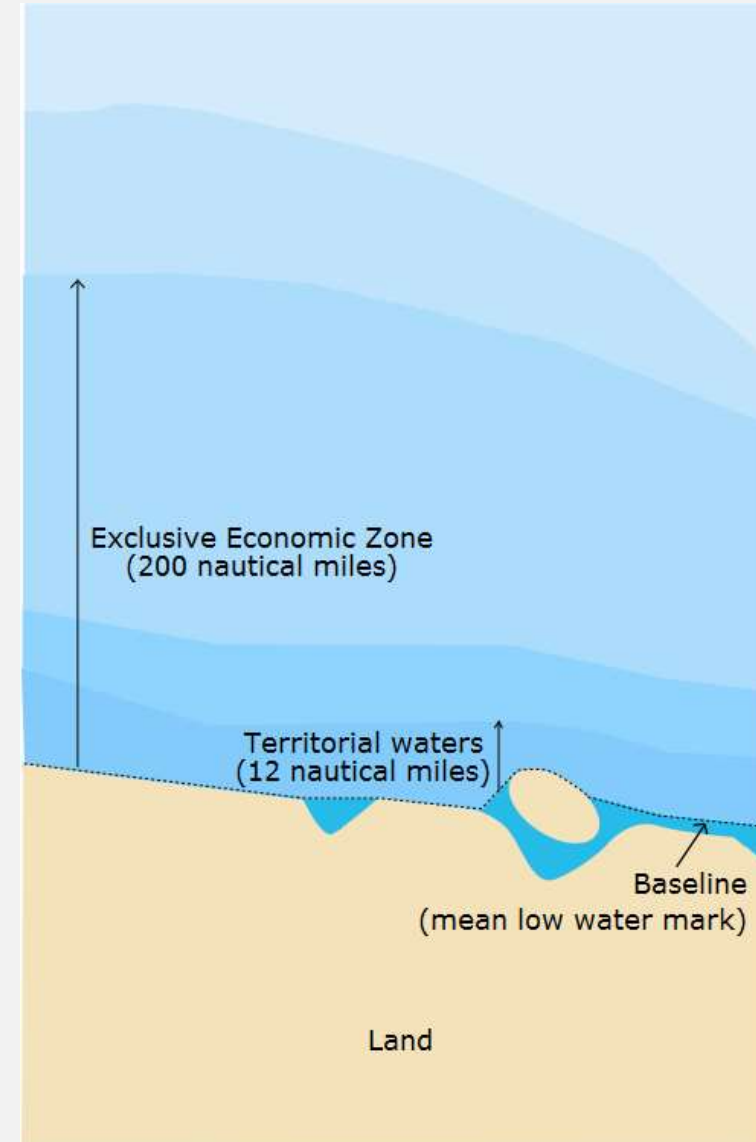 Exclusive Economic Zone
(200 nautical miles)
Territorial waters
(12 nautical miles)
Baseline
(mean low water mark)
Land